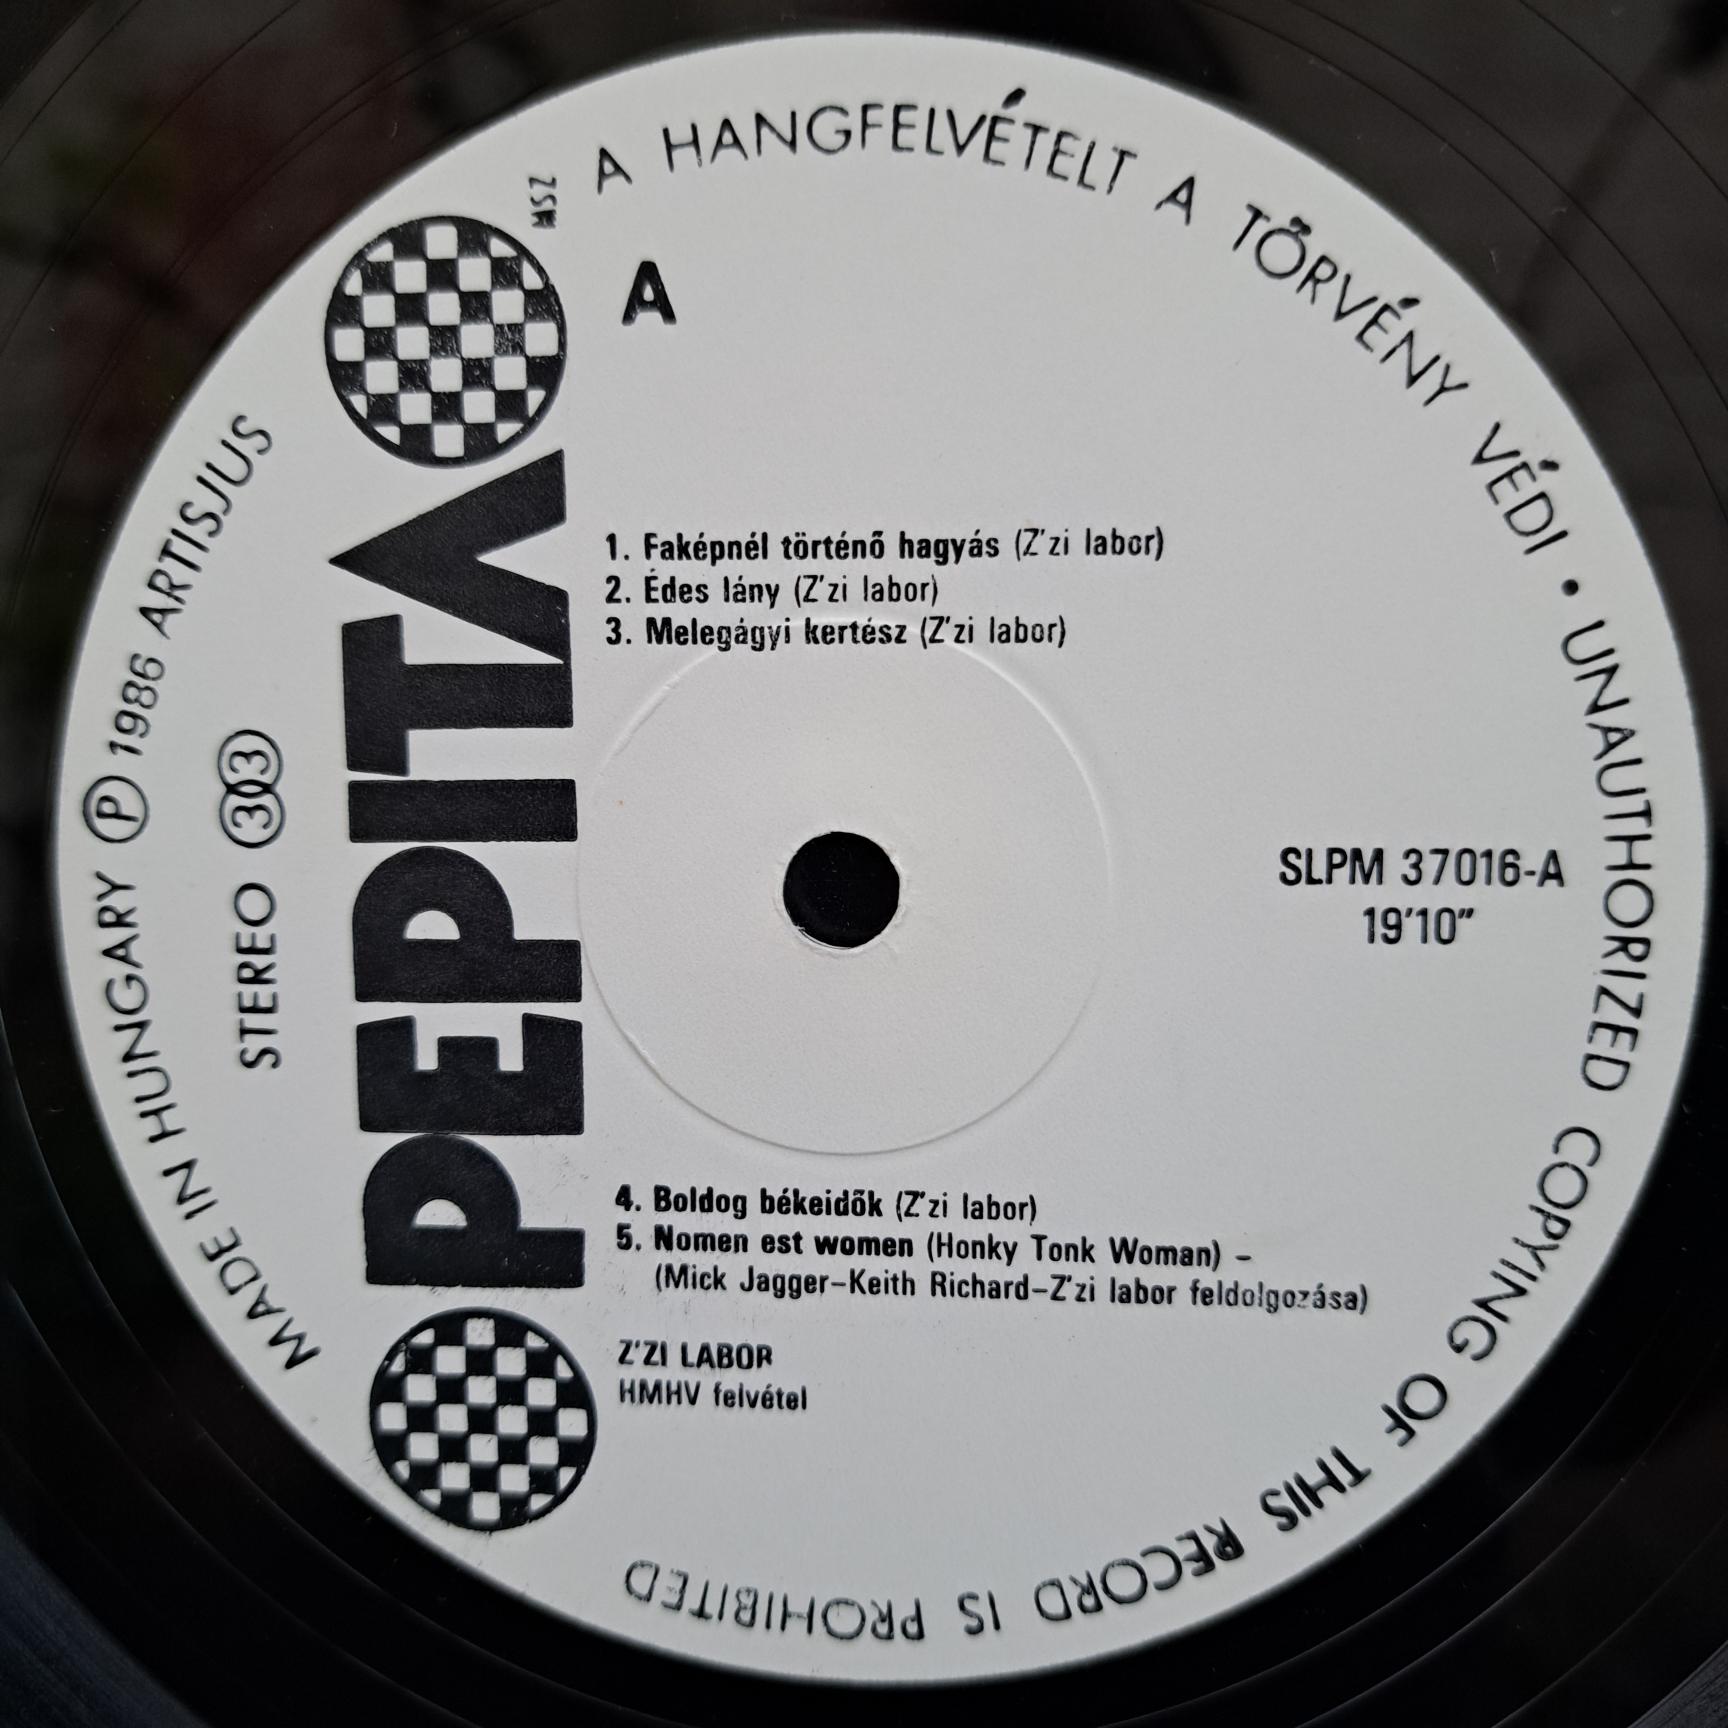 A HANGFELVÉTELT A TÖRVÉNY VÉDI • UNAUTHORIZED COPYING OF THIS RECORD IS PROHIBITED
MADE IN HUNGARY Ⓟ 1986 ARTISJUS
MSZ
STEREO 33
PEPITA
A
1. Faképnél történő hagyás (Z'zi labor)
2. Édes lány (Z'zi labor)
3. Melegágyi kertész (Z'zi labor)
SLPM 37016-A
19'10"
4. Boldog békeidők (Z'zi labor)
5. Nomen est women (Honky Tonk Woman) –
(Mick Jagger–Keith Richard–Z'zi labor feldolgozása)
Z'ZI LABOR
HMHV felvétel